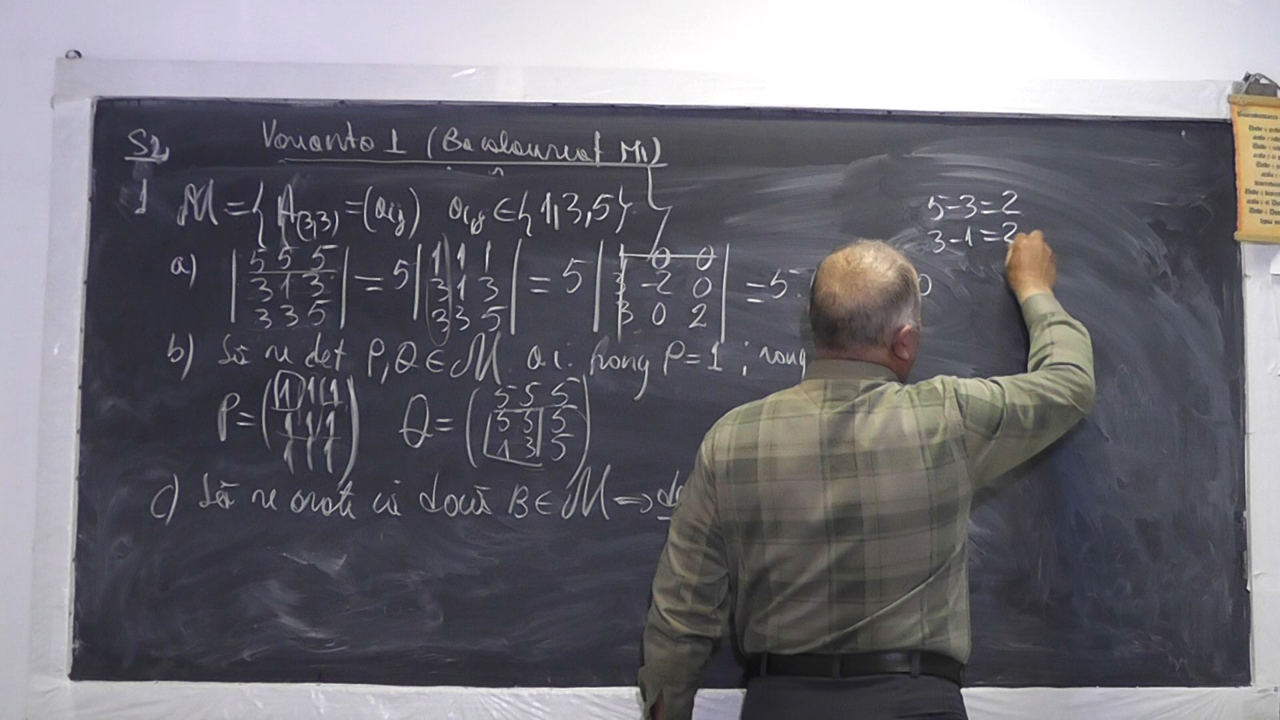 S2
Varianta 1 (Bacalaureat M1)
1 M={A(3,3)=(ai,j) ai,j∈{1,3,5}}
5-3=2
3-1=2
a) |5 5 5| = 5 |1 1 1| = 5 |1 0 0| = 5
|3 1 3| |3 1 3| |3 -2 0|
|3 3 5| |3 3 5| |3 0 2|
b) Să se det P,Q∈M a.i. rang P=1 ; rang
P= (1 1 1) Q= (5 5 5)
(1 1 1) (5 5 5)
(1 1 1) (1 3 5)
c) Să se arate că dacă B∈M ⇒